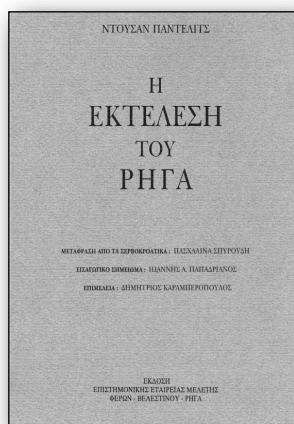 ΝΤΟΥΣΑΝ ΠΑΝΤΕΛΙΤΣ
Η
ΕΚΤΕΛΕΣΗ
ΤΟΥ
ΡΗΓΑ
ΜΕΤΑΦΡΑΣΗ ΑΠΟ ΤΑ ΣΕΡΒΟΚΡΟΑΤΙΚΑ : ΠΑΣΧΑΛΙΝΑ ΣΠΥΡΟΥΔΗ
ΕΙΣΑΓΩΓΙΚΟ ΣΗΜΕΙΩΜΑ : ΙΩΑΝΝΗΣ Α. ΠΑΠΑΔΡΙΑΝΟΣ
ΕΠΙΜΕΛΕΙΑ : ΔΗΜΗΤΡΙΟΣ ΚΑΡΑΜΠΕΡΟΠΟΥΛΟΣ
ΕΚΔΟΣΗ
ΕΠΙΣΤΗΜΟΝΙΚΗΣ ΕΤΑΙΡΕΙΑΣ ΜΕΛΕΤΗΣ
ΦΕΡΩΝ - ΒΕΛΕΣΤΙΝΟΥ - ΡΗΓΑ